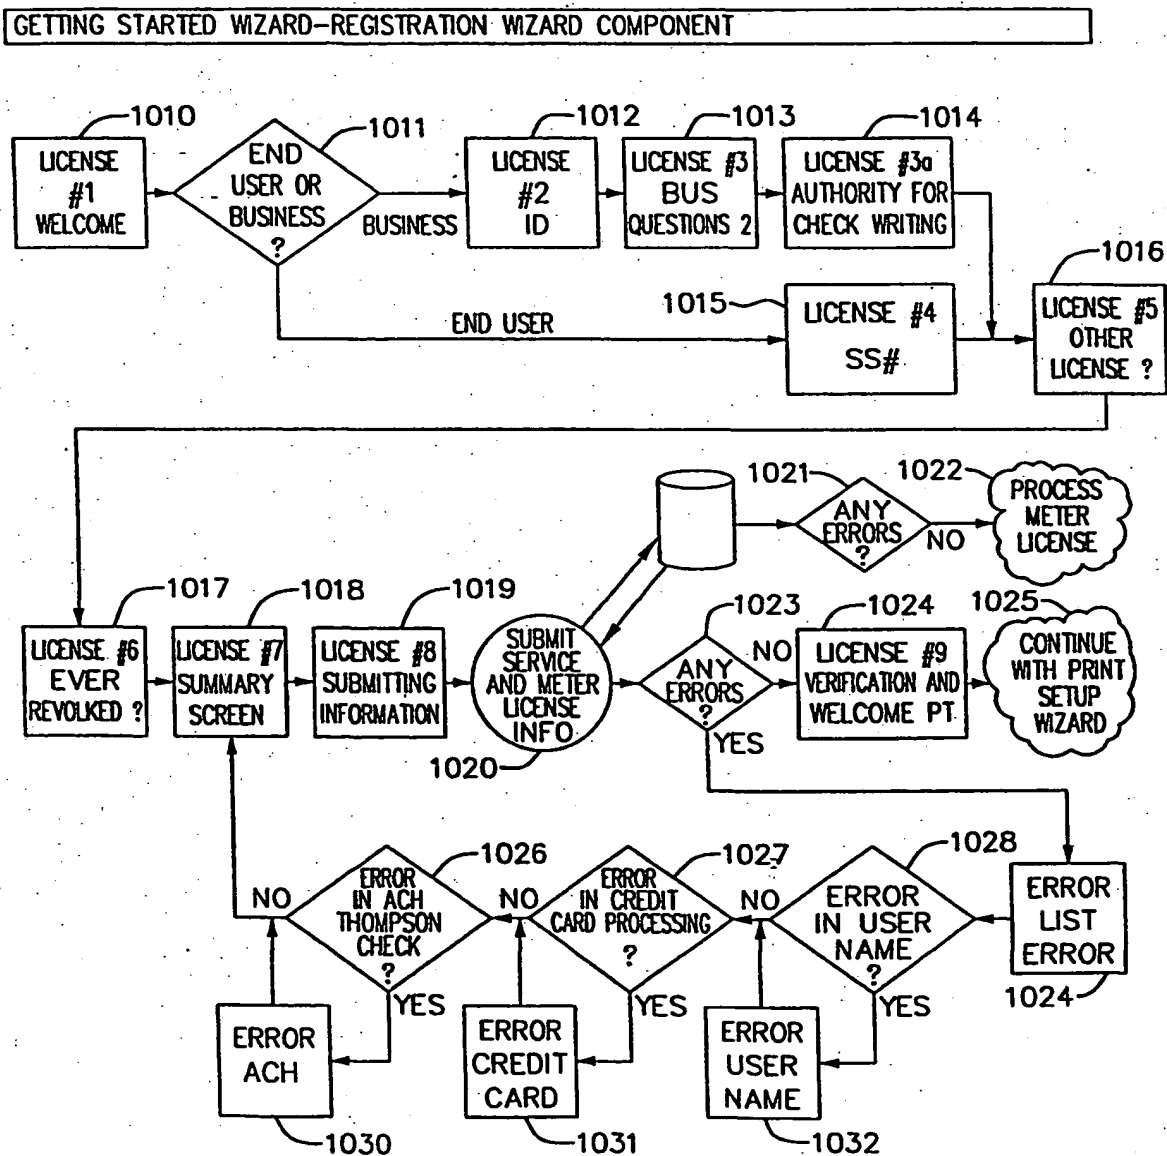 GETTING STARTED WIZARD-REGISTRATION WIZARD COMPONENT
1010
LICENSE
#1
WELCOME
1011
END
USER OR
BUSINESS
?
BUSINESS
1012
LICENSE
#2
ID
1013
LICENSE #3
BUS
QUESTIONS 2
1014
LICENSE #3a
AUTHORITY FOR
CHECK WRITING
END USER
1015
LICENSE #4
SS#
1016
LICENSE #5
OTHER
LICENSE ?
1017
LICENSE #6
EVER
REVOLKED ?
1018
LICENSE #7
SUMMARY
SCREEN
1019
LICENSE #8
SUBMITTING
INFORMATION
SUBMIT
SERVICE
AND METER
LICENSE
INFO
1020
1021
ANY
ERRORS
?
NO
1022
PROCESS
METER
LICENSE
1023
ANY
ERRORS
?
NO
YES
1024
LICENSE #9
VERIFICATION AND
WELCOME PT
1025
CONTINUE
WITH PRINT
SETUP
WIZARD
ERROR
LIST
ERROR
1024
1028
ERROR
IN USER
NAME
?
NO
YES
1027
ERROR
IN CREDIT
CARD PROCESSING
?
NO
YES
1026
ERROR
IN ACH
THOMPSON
CHECK
?
NO
YES
ERROR
ACH
1030
ERROR
CREDIT
CARD
1031
ERROR
USER
NAME
1032